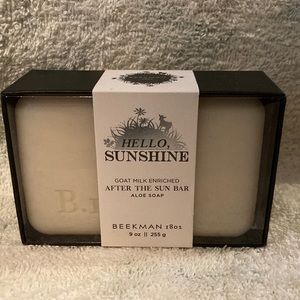 HELLO,
SUNSHINE
GOAT MILK ENRICHED
AFTER THE SUN BAR
ALOE SOAP
BEEKMAN 1802
9 oz || 255 g